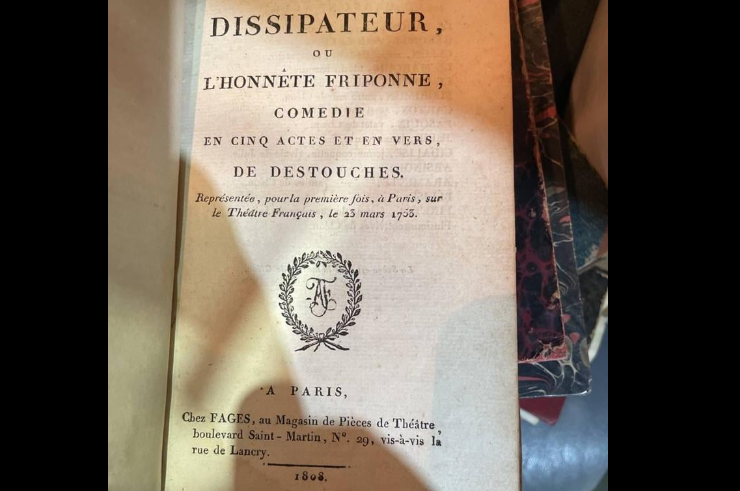 DISSIPATEUR,
OU
L'HONNÊTE FRIPONNE,
COMEDIE
EN CINQ ACTES ET EN VERS,
DE DESTOUCHES.
Représentée, pour la première fois, à Paris, sur
le Théâtre Français, le 23 mars 1753.
A PARIS,
Chez FAGES, au Magasin de Pièces de Théâtre,
boulevard Saint-Martin, N°. 29, vis-à-vis la
rue de Lancry.
1808.